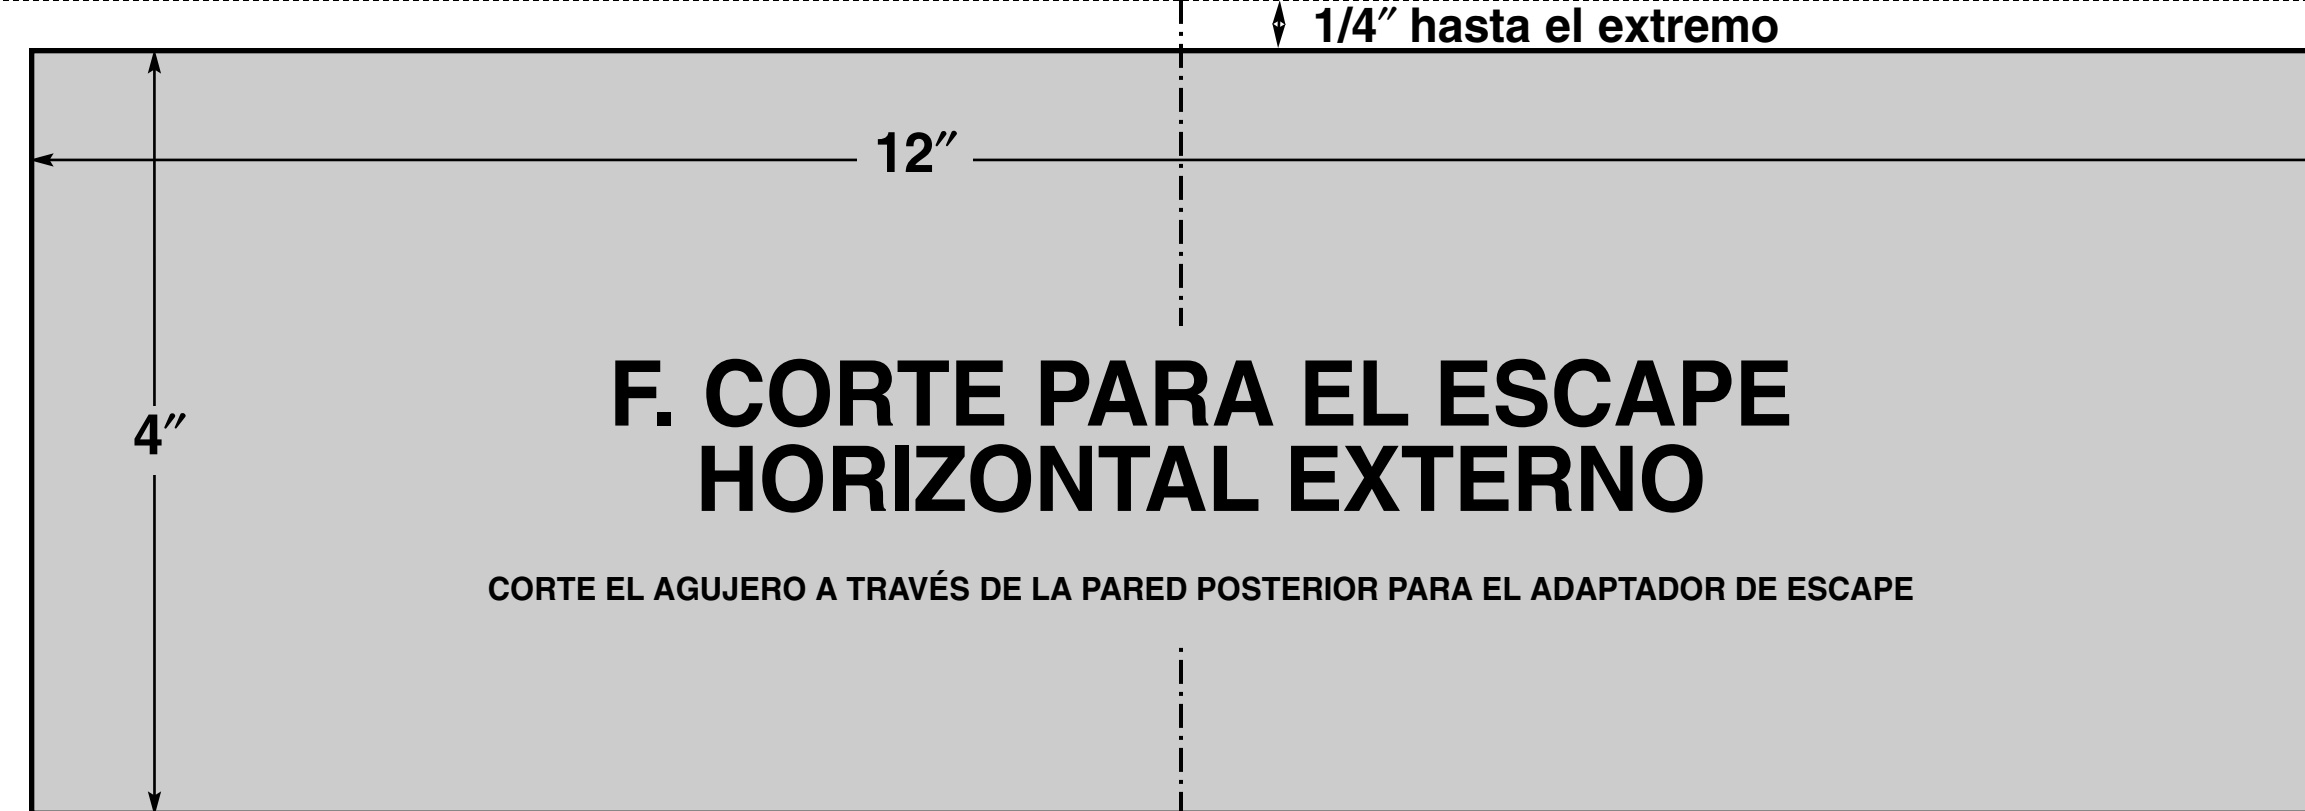 1/4″ hasta el extremo
12″
F. CORTE PARA EL ESCAPE
HORIZONTAL EXTERNO
4″
CORTE EL AGUJERO A TRAVÉS DE LA PARED POSTERIOR PARA EL ADAPTADOR DE ESCAPE